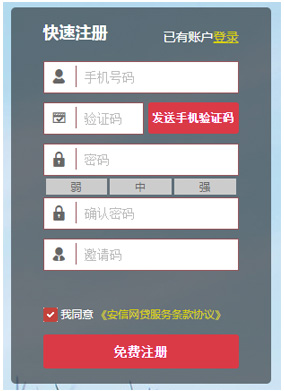 快速注册
已有账户登录
手机号码
验证码
发送手机验证码
密码
弱 中 强
确认密码
邀请码
我同意 《安信网贷服务条款协议》
免费注册